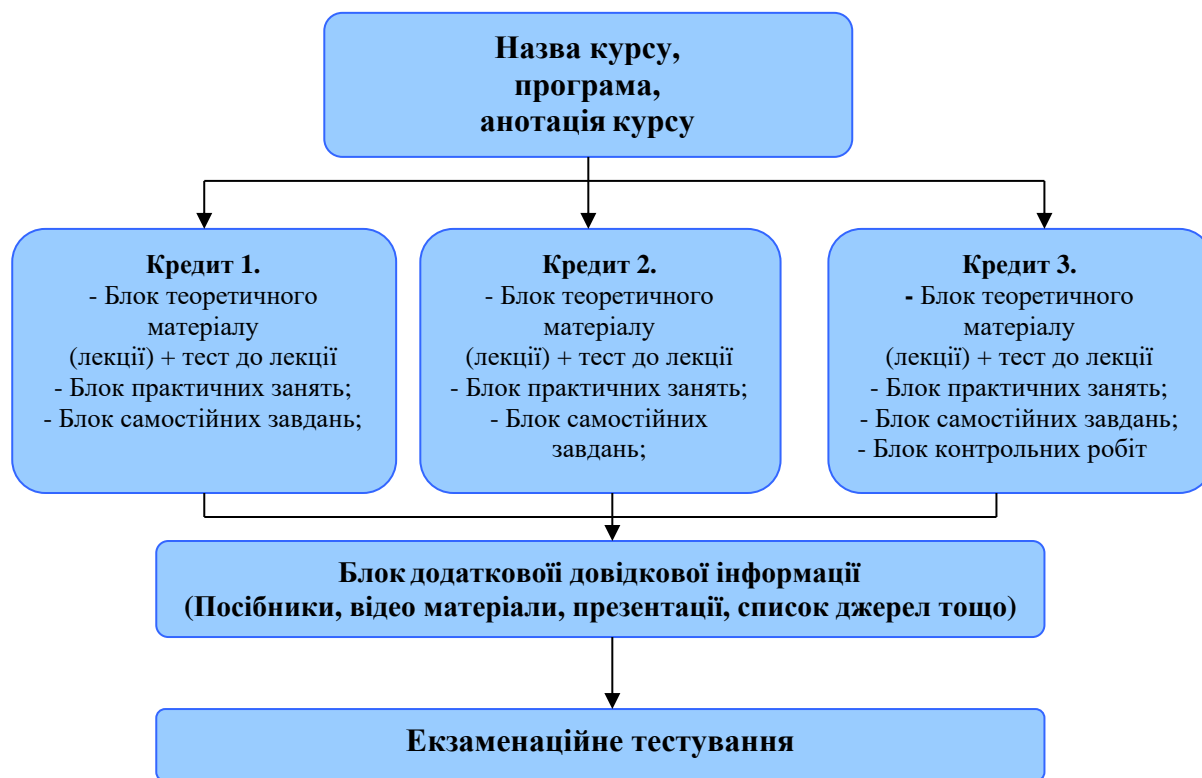 Назва курсу,
програма,
анотація курсу
Кредит 1.
- Блок теоретичного
матеріалу
(лекції) + тест до лекції
- Блок практичних занять;
- Блок самостійних завдань;
Кредит 2.
- Блок теоретичного
матеріалу
(лекції) + тест до лекції
- Блок практичних занять;
- Блок самостійних
завдань;
Кредит 3.
- Блок теоретичного
матеріалу
(лекції) + тест до лекції
- Блок практичних занять;
- Блок самостійних завдань;
- Блок контрольних робіт
Блок додатковоїї довідкової інформації
(Посібники, відео матеріали, презентації, список джерел тощо)
Екзаменаційне тестування